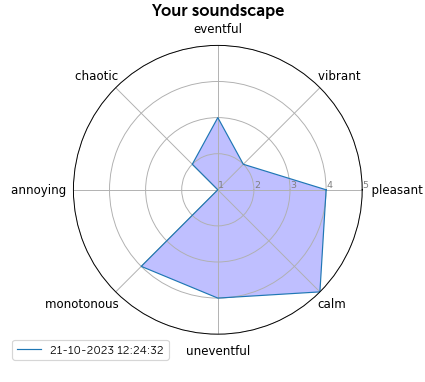 Your soundscape
eventful
chaotic
vibrant
annoying
1
2
3
4
5
pleasant
monotonous
calm
uneventful
21-10-2023 12:24:32